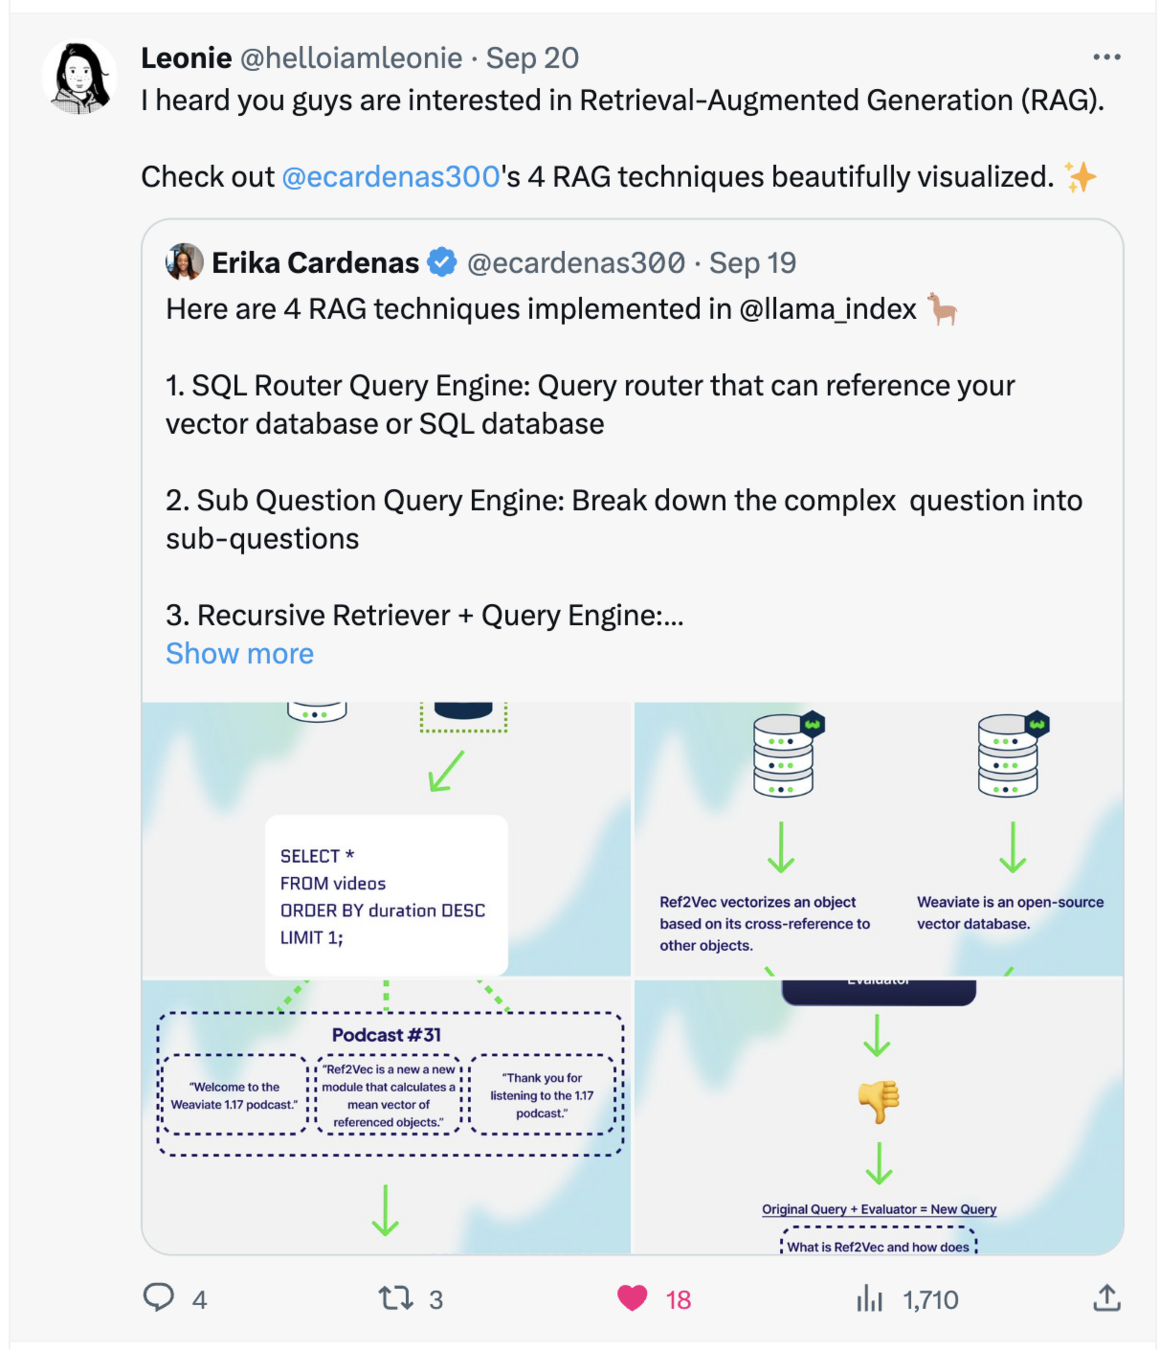 Leonie @helloiamleonie · Sep 20
I heard you guys are interested in Retrieval-Augmented Generation (RAG).
Check out @ecardenas300's 4 RAG techniques beautifully visualized. ✨
Erika Cardenas @ecardenas300 · Sep 19
Here are 4 RAG techniques implemented in @llama_index 🦙
1. SQL Router Query Engine: Query router that can reference your
vector database or SQL database
2. Sub Question Query Engine: Break down the complex  question into
sub-questions
3. Recursive Retriever + Query Engine:...
Show more
SELECT *
FROM videos
ORDER BY duration DESC
LIMIT 1;
Ref2Vec vectorizes an object
based on its cross-reference to
other objects.
Weaviate is an open-source
vector database.
Podcast #31
"Welcome to the
Weaviate 1.17 podcast."
"Ref2Vec is a new a new
module that calculates a
mean vector of
referenced objects."
"Thank you for
listening to the 1.17
podcast."
Evaluator
👎
Original Query + Evaluator = New Query
What is Ref2Vec and how does
4
3
18
1,710